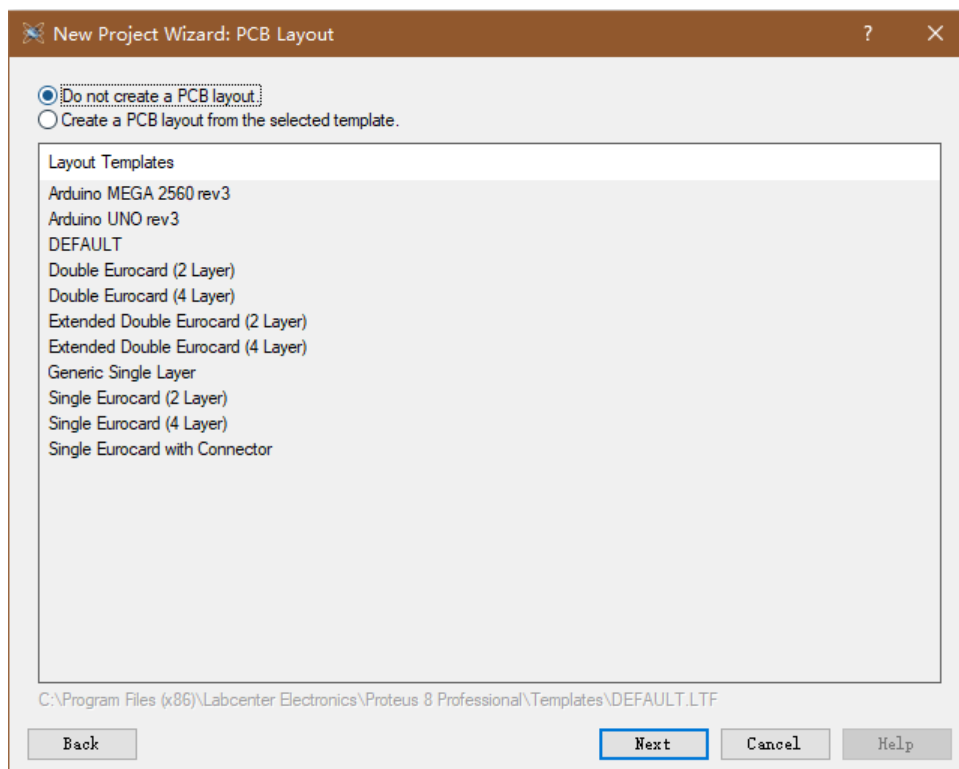 New Project Wizard: PCB Layout ? ×
Do not create a PCB layout.
Create a PCB layout from the selected template.
Layout Templates
Arduino MEGA 2560 rev3
Arduino UNO rev3
DEFAULT
Double Eurocard (2 Layer)
Double Eurocard (4 Layer)
Extended Double Eurocard (2 Layer)
Extended Double Eurocard (4 Layer)
Generic Single Layer
Single Eurocard (2 Layer)
Single Eurocard (4 Layer)
Single Eurocard with Connector
C:\Program Files (x86)\Labcenter Electronics\Proteus 8 Professional\Templates\DEFAULT.LTF
Back Next Cancel Help